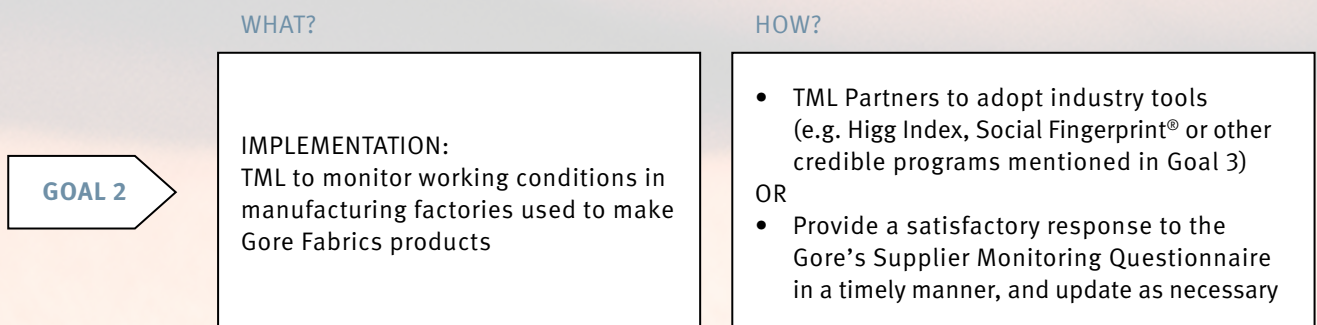 WHAT?
HOW?
GOAL 2
IMPLEMENTATION:
TML to monitor working conditions in
manufacturing factories used to make
Gore Fabrics products
• TML Partners to adopt industry tools
(e.g. Higg Index, Social Fingerprint® or other
credible programs mentioned in Goal 3)
OR
• Provide a satisfactory response to the
Gore’s Supplier Monitoring Questionnaire
in a timely manner, and update as necessary